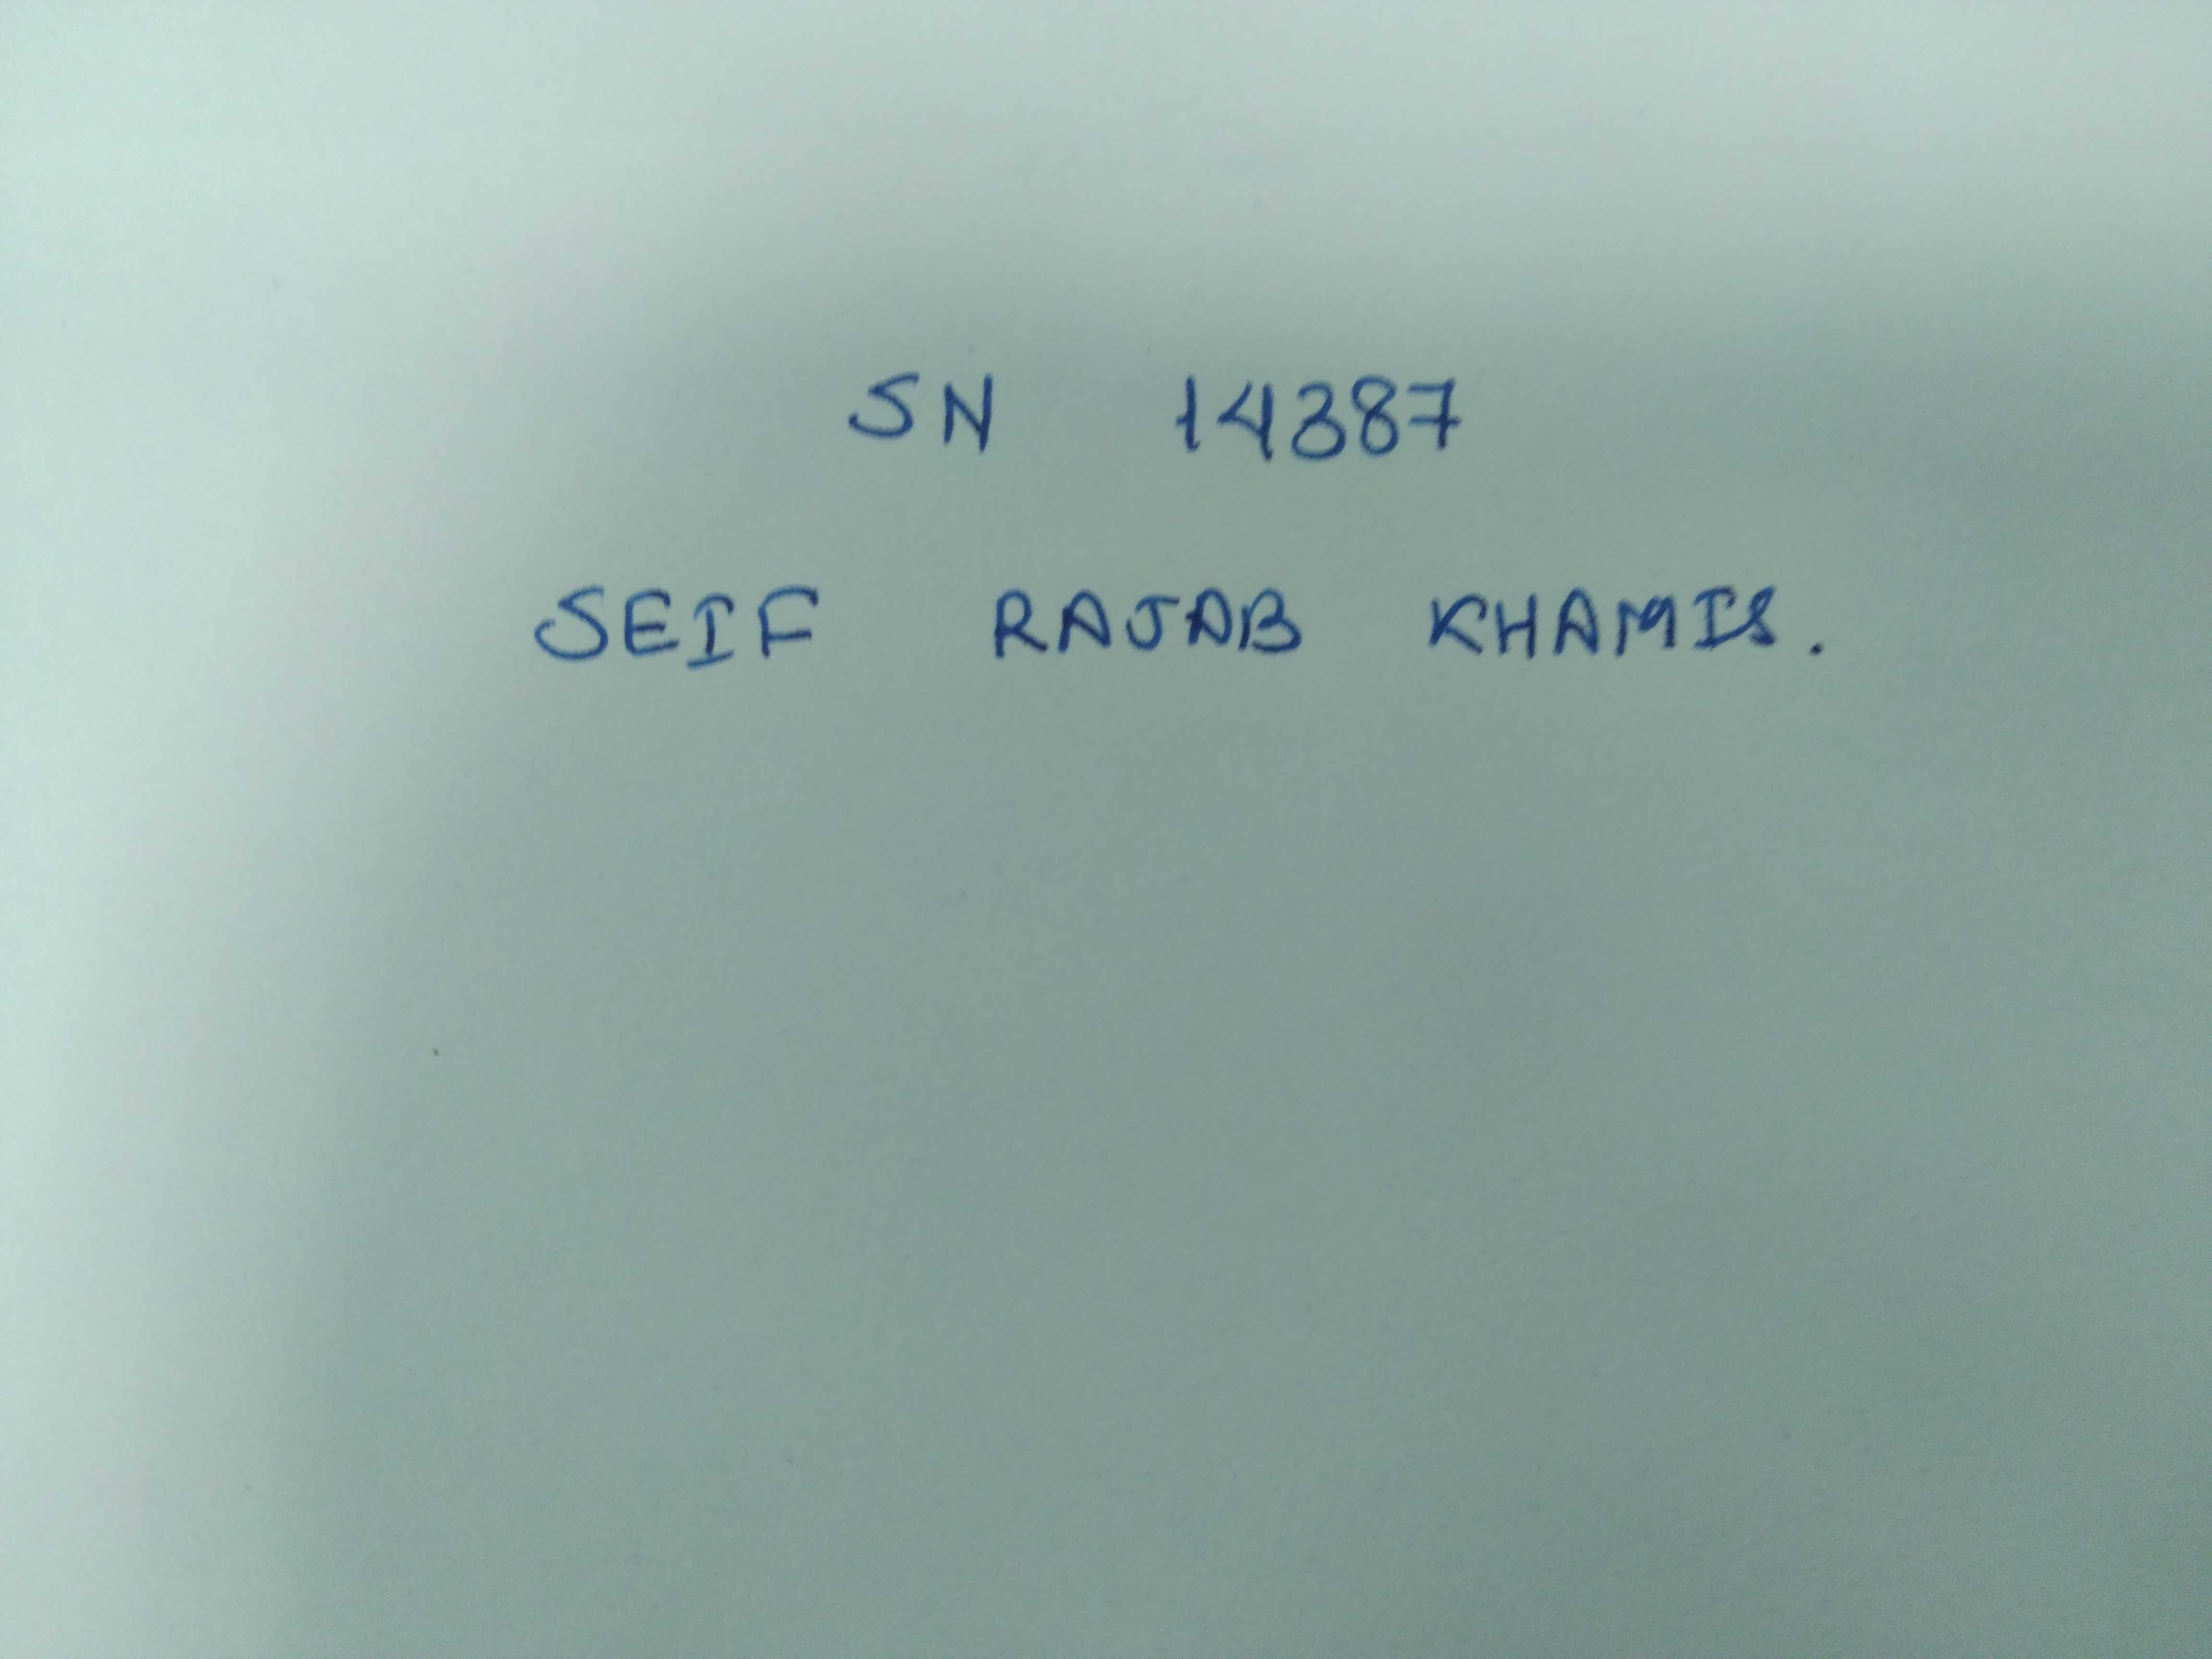 SN 14387
SEIF RAJAB KHAMIS.